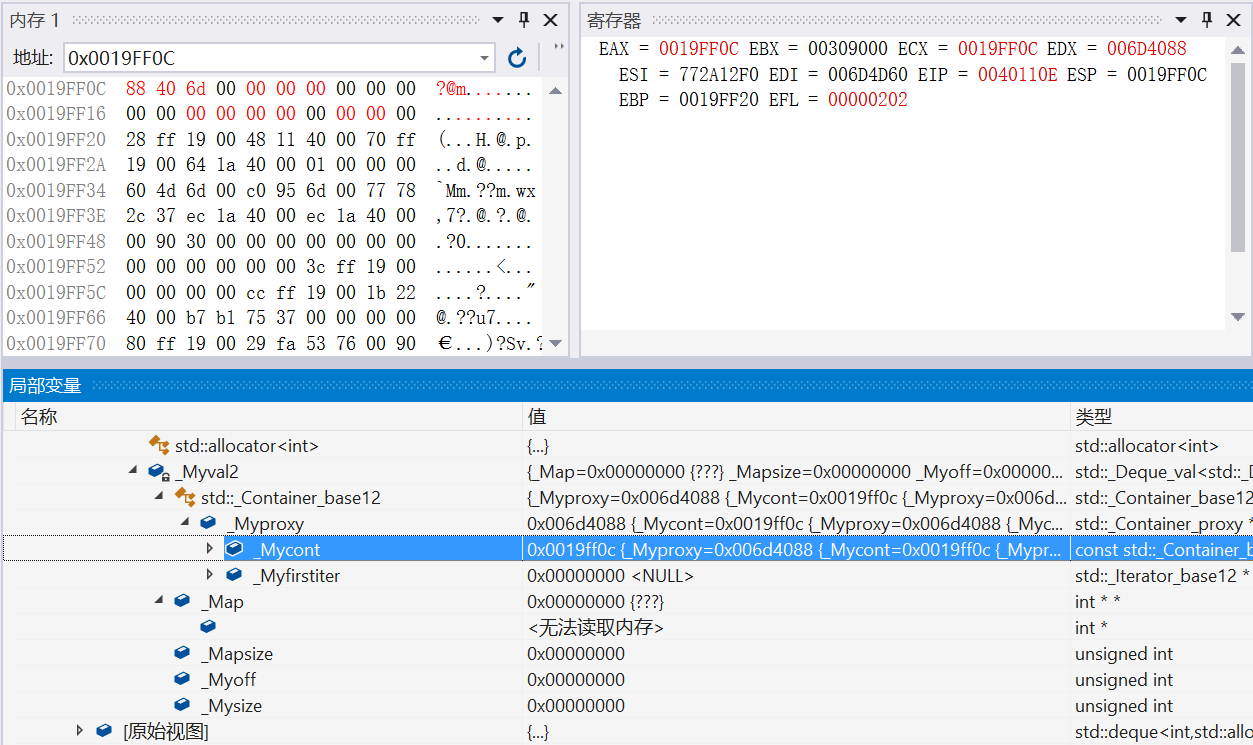 内存 1
地址: 0x0019FF0C
0x0019FF0C 88 40 6d 00 00 00 00 00 00 00 ?@m.......
0x0019FF16 00 00 00 00 00 00 00 00 00 00 ..........
0x0019FF20 28 ff 19 00 48 11 40 00 70 ff (...H.@.p.
0x0019FF2A 19 00 64 1a 40 00 01 00 00 00 ..d.@.....
0x0019FF34 60 4d 6d 00 c0 95 6d 00 77 78 `Mm.??m.wx
0x0019FF3E 2c 37 ec 1a 40 00 ec 1a 40 00 ,7?.@.?.@.
0x0019FF48 00 90 30 00 00 00 00 00 00 00 .?0.......
0x0019FF52 00 00 00 00 00 00 3c ff 19 00 ......<...
0x0019FF5C 00 00 00 00 cc ff 19 00 1b 22 ....?...."
0x0019FF66 40 00 b7 b1 75 37 00 00 00 00 @.??u7....
0x0019FF70 80 ff 19 00 29 fa 53 76 00 90 €...)?Sv.?
寄存器
EAX = 0019FF0C EBX = 00309000 ECX = 0019FF0C EDX = 006D4088
ESI = 772A12F0 EDI = 006D4D60 EIP = 0040110E ESP = 0019FF0C
EBP = 0019FF20 EFL = 00000202
局部变量
名称 值 类型
std::allocator<int> {...} std::allocator<int>
_Myval2 {_Map=0x00000000 {???} _Mapsize=0x00000000 _Myoff=0x00000... std::_Deque_val<std::_D
std::_Container_base12 {_Myproxy=0x006d4088 {_Mycont=0x0019ff0c {_Myproxy=0x006d... std::_Container_base12
_Myproxy 0x006d4088 {_Mycont=0x0019ff0c {_Myproxy=0x006d4088 {_Myc... std::_Container_proxy *
_Mycont 0x0019ff0c {_Myproxy=0x006d4088 {_Mycont=0x0019ff0c {_Mypr... const std::_Container_b
_Myfirstiter 0x00000000 <NULL> std::_Iterator_base12 *
_Map 0x00000000 {???} int * *
<无法读取内存> int *
_Mapsize 0x00000000 unsigned int
_Myoff 0x00000000 unsigned int
_Mysize 0x00000000 unsigned int
[原始视图] {...} std::deque<int,std::allo